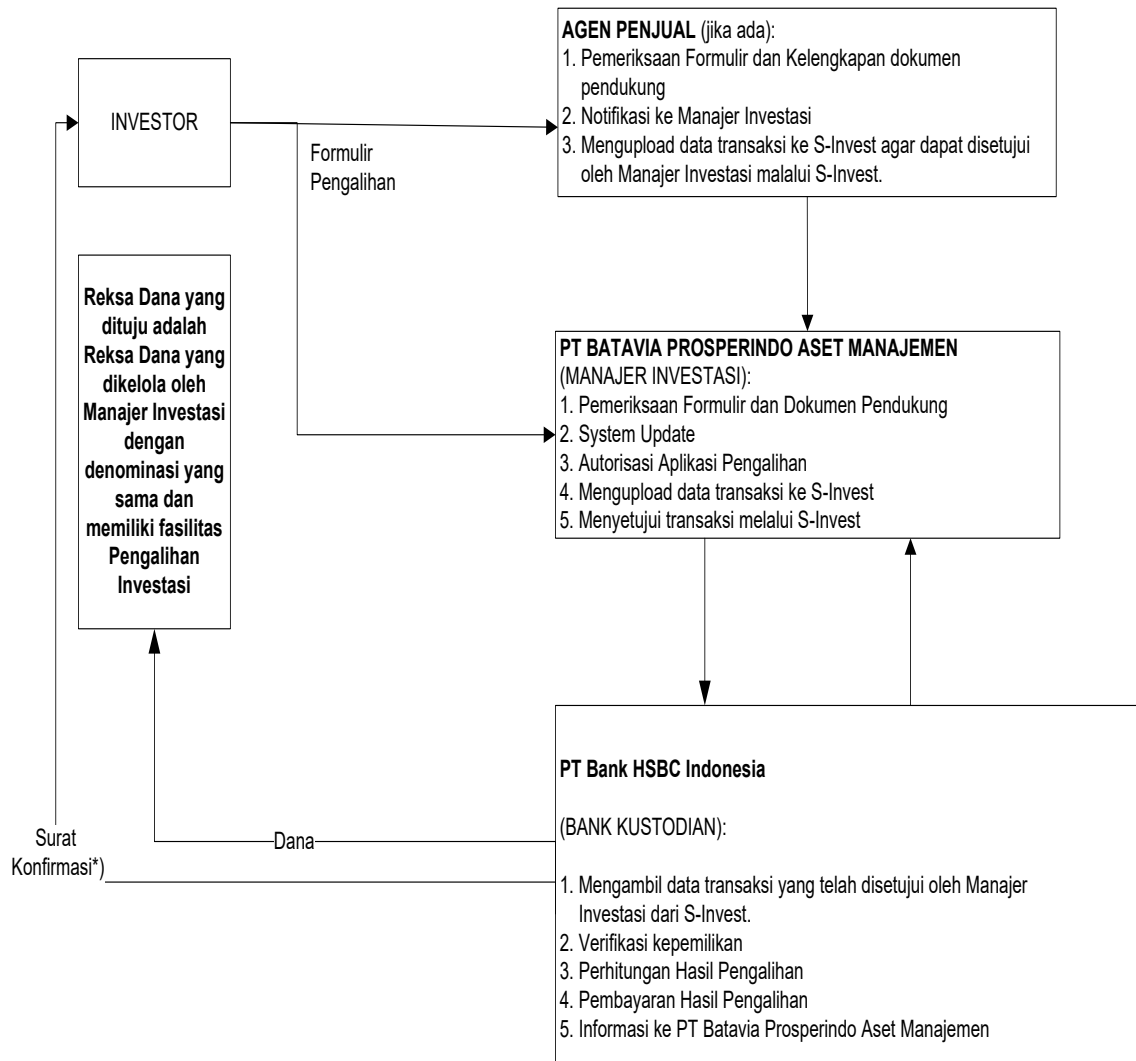 AGEN PENJUAL (jika ada):
1. Pemeriksaan Formulir dan Kelengkapan dokumen
pendukung
2. Notifikasi ke Manajer Investasi
3. Mengupload data transaksi ke S-Invest agar dapat disetujui
oleh Manajer Investasi malalui S-Invest.
INVESTOR
Formulir
Pengalihan
Reksa Dana yang
dituju adalah
Reksa Dana yang
dikelola oleh
Manajer Investasi
dengan
denominasi yang
sama dan
memiliki fasilitas
Pengalihan
Investasi
PT BATAVIA PROSPERINDO ASET MANAJEMEN
(MANAJER INVESTASI):
1. Pemeriksaan Formulir dan Dokumen Pendukung
2. System Update
3. Autorisasi Aplikasi Pengalihan
4. Mengupload data transaksi ke S-Invest
5. Menyetujui transaksi melalui S-Invest
Surat
Konfirmasi*)
Dana
PT Bank HSBC Indonesia
(BANK KUSTODIAN):
1. Mengambil data transaksi yang telah disetujui oleh Manajer
Investasi dari S-Invest.
2. Verifikasi kepemilikan
3. Perhitungan Hasil Pengalihan
4. Pembayaran Hasil Pengalihan
5. Informasi ke PT Batavia Prosperindo Aset Manajemen